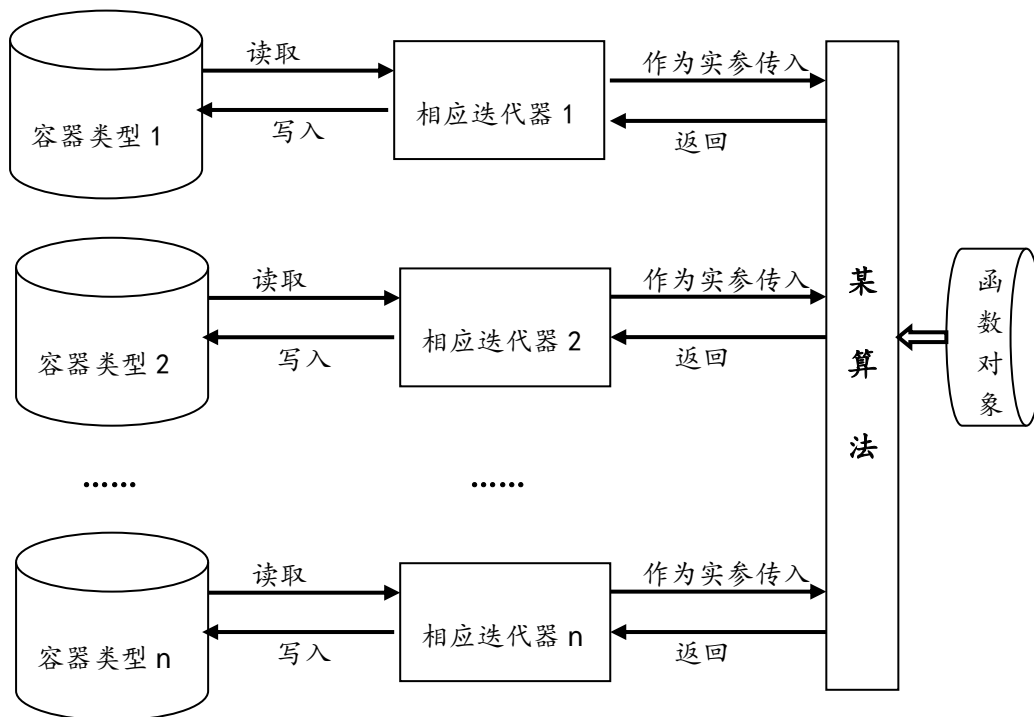 读取
作为实参传入
容器类型1
相应迭代器1
写入
返回
读取
作为实参传入
容器类型2
相应迭代器2
写入
返回
某算法
函数对象
……
……
读取
作为实参传入
容器类型n
相应迭代器n
写入
返回